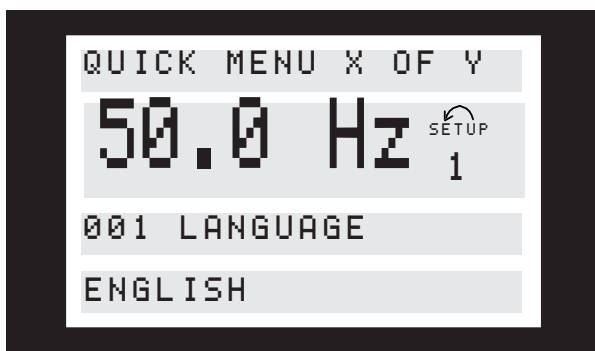 QUICK MENU X OF Y
50.0 Hz SETUP
1
001 LANGUAGE
ENGLISH